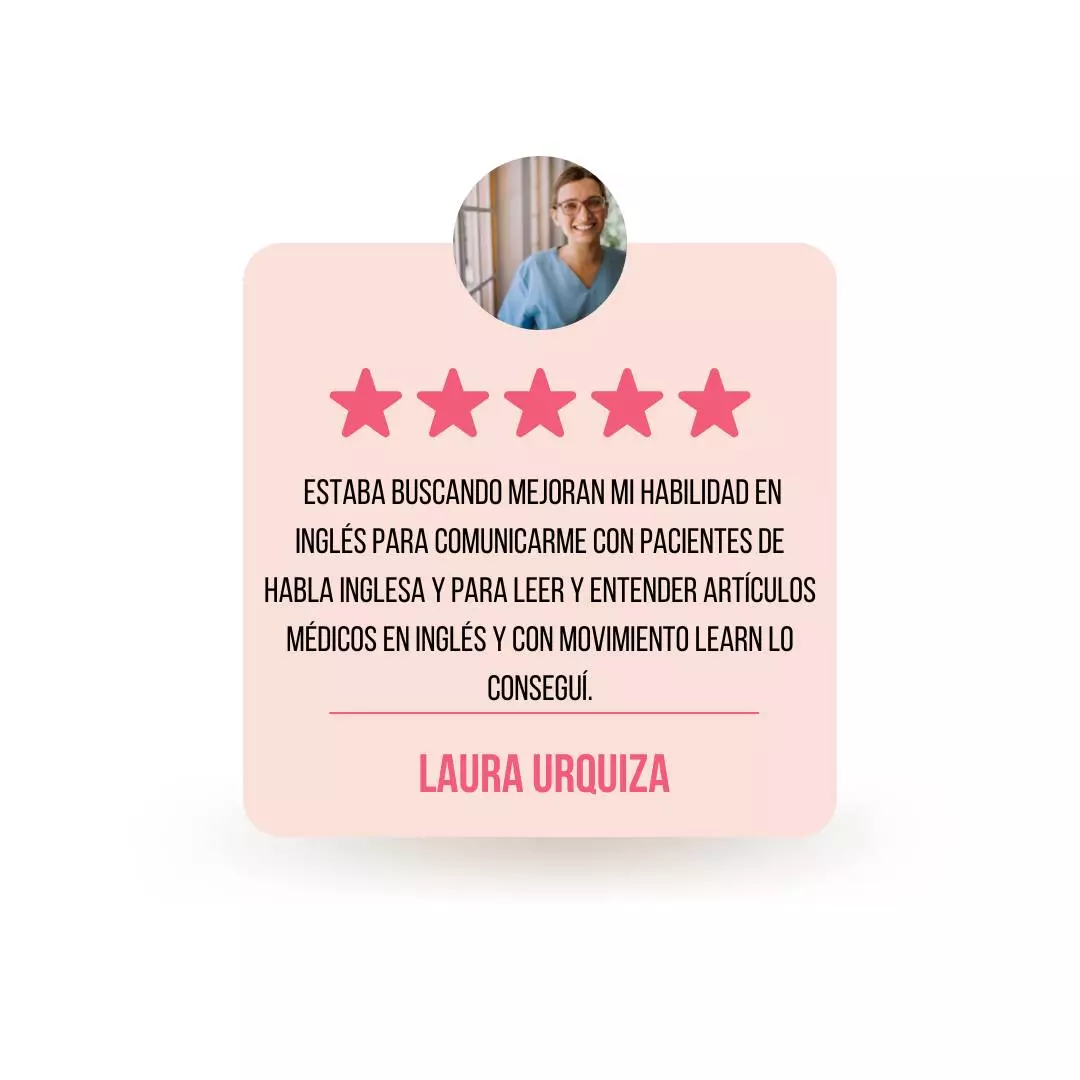 ESTABA BUSCANDO MEJORAN MI HABILIDAD EN
INGLÉS PARA COMUNICARME CON PACIENTES DE
HABLA INGLESA Y PARA LEER Y ENTENDER ARTÍCULOS
MÉDICOS EN INGLÉS Y CON MOVIMIENTO LEARN LO
CONSEGUÍ.
LAURA URQUIZA